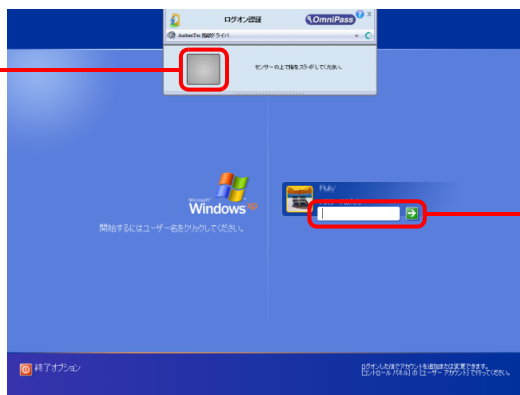 ログオン認証
OmniPass
AuthenTec 指紋ドライバ
センサーの上で指をスライドしてください。
Microsoft
Windows xp
開始するにはユーザー名をクリックしてください。
FMV
終了オプション
ログオンした後でアカウントを追加または変更できます。
[コントロール パネル] の [ユーザー アカウント] で行ってください。